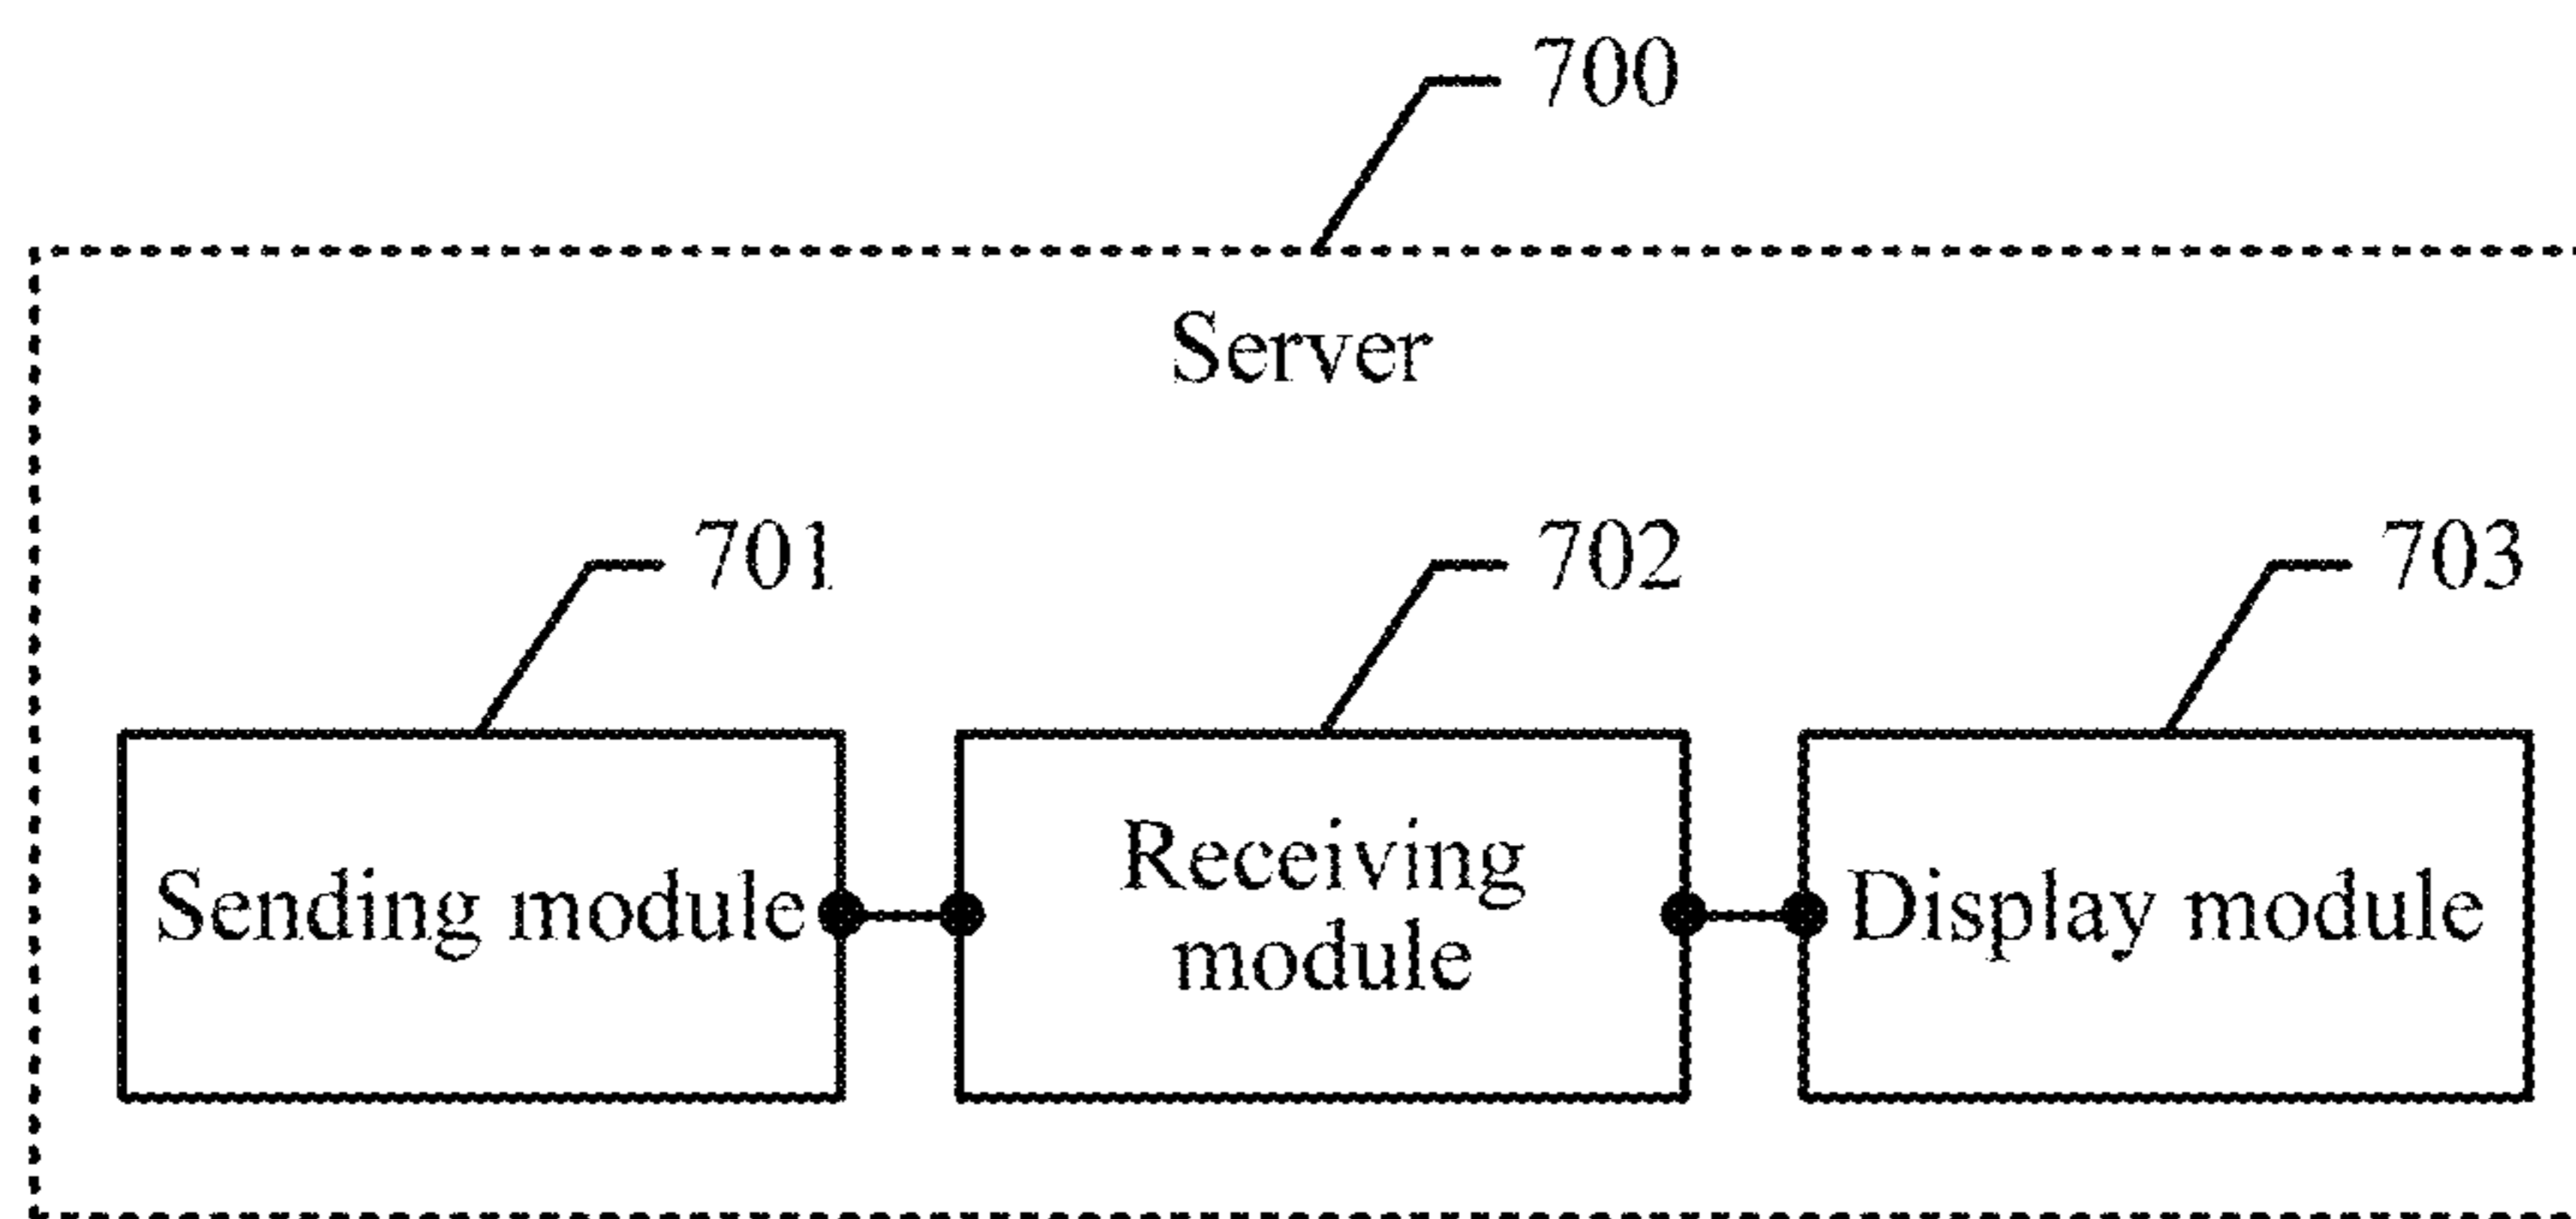 700
Server
701
702
703
Sending module
Receiving
module
Display module